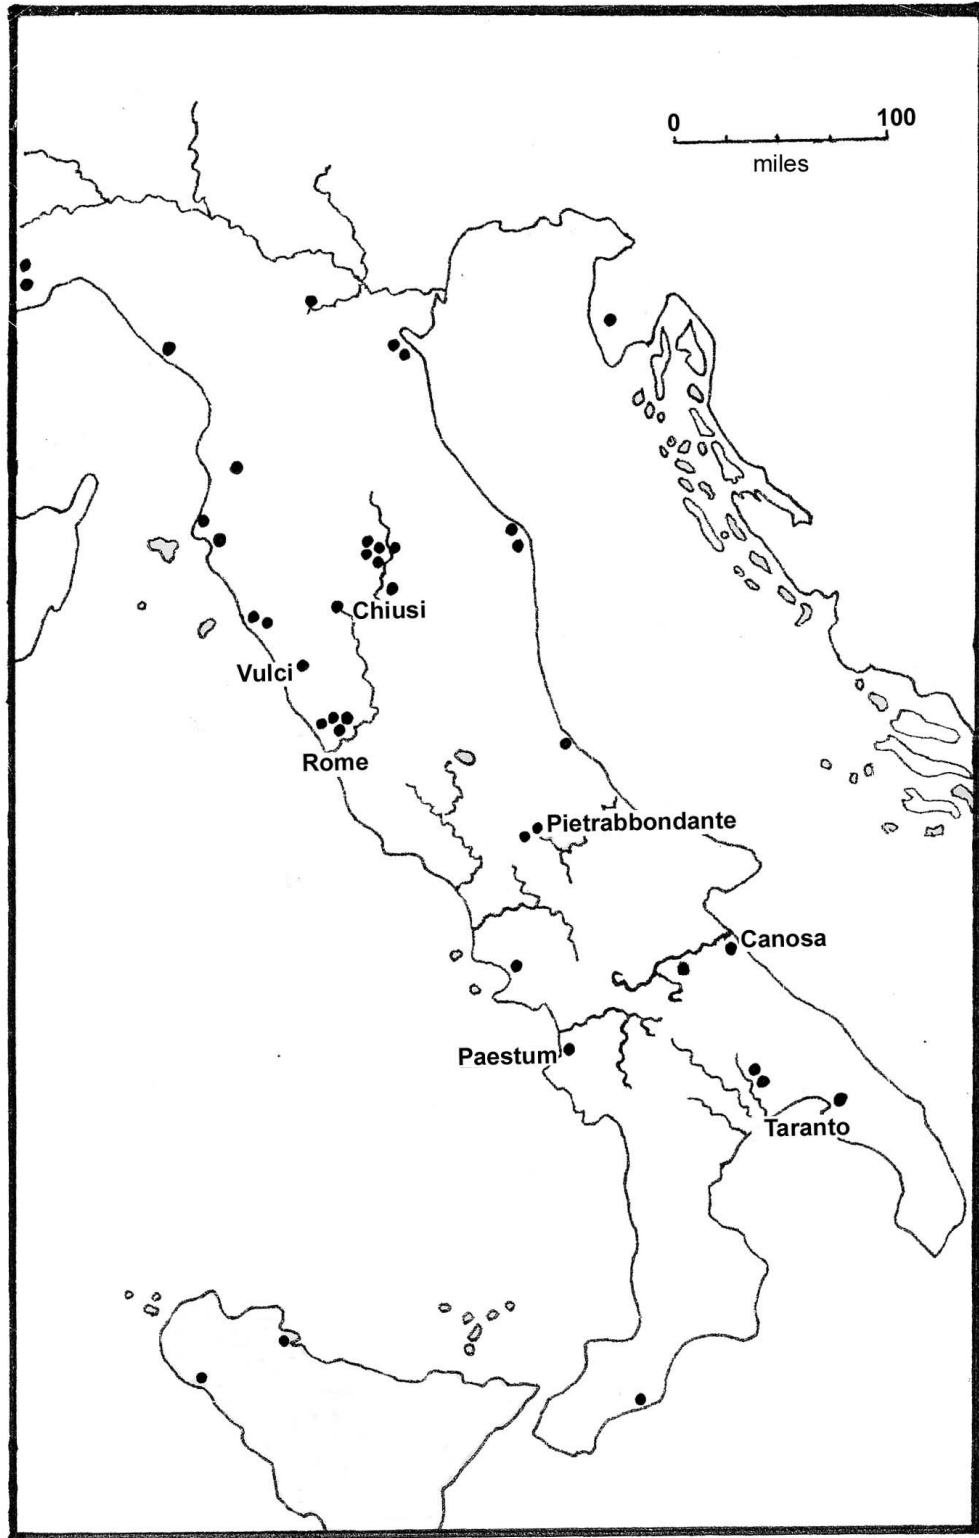 0 100
miles
Chiusi
Vulci
Rome
Pietrabbondante
Canosa
Paestum
Taranto